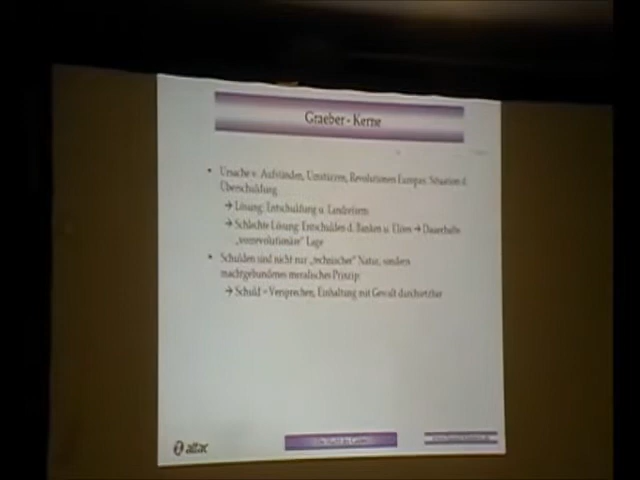 Graeber - Kerne
• Ursache v. Aufständen, Umstürzen, Revolutionen Europas: Situation d.
Überschuldung
→ Lösung: Entschuldung u. Landreform
→ Schlechte Lösung: Entschulden d. Banken u. Eliten → Dauerhafte
„vorrevolutionäre" Lage
• Schulden sind nicht nur „technischer" Natur, sondern
machtgebundenes moralisches Prinzip:
→ Schuld = Versprechen, Einhaltung mit Gewalt durchsetzbar
attac